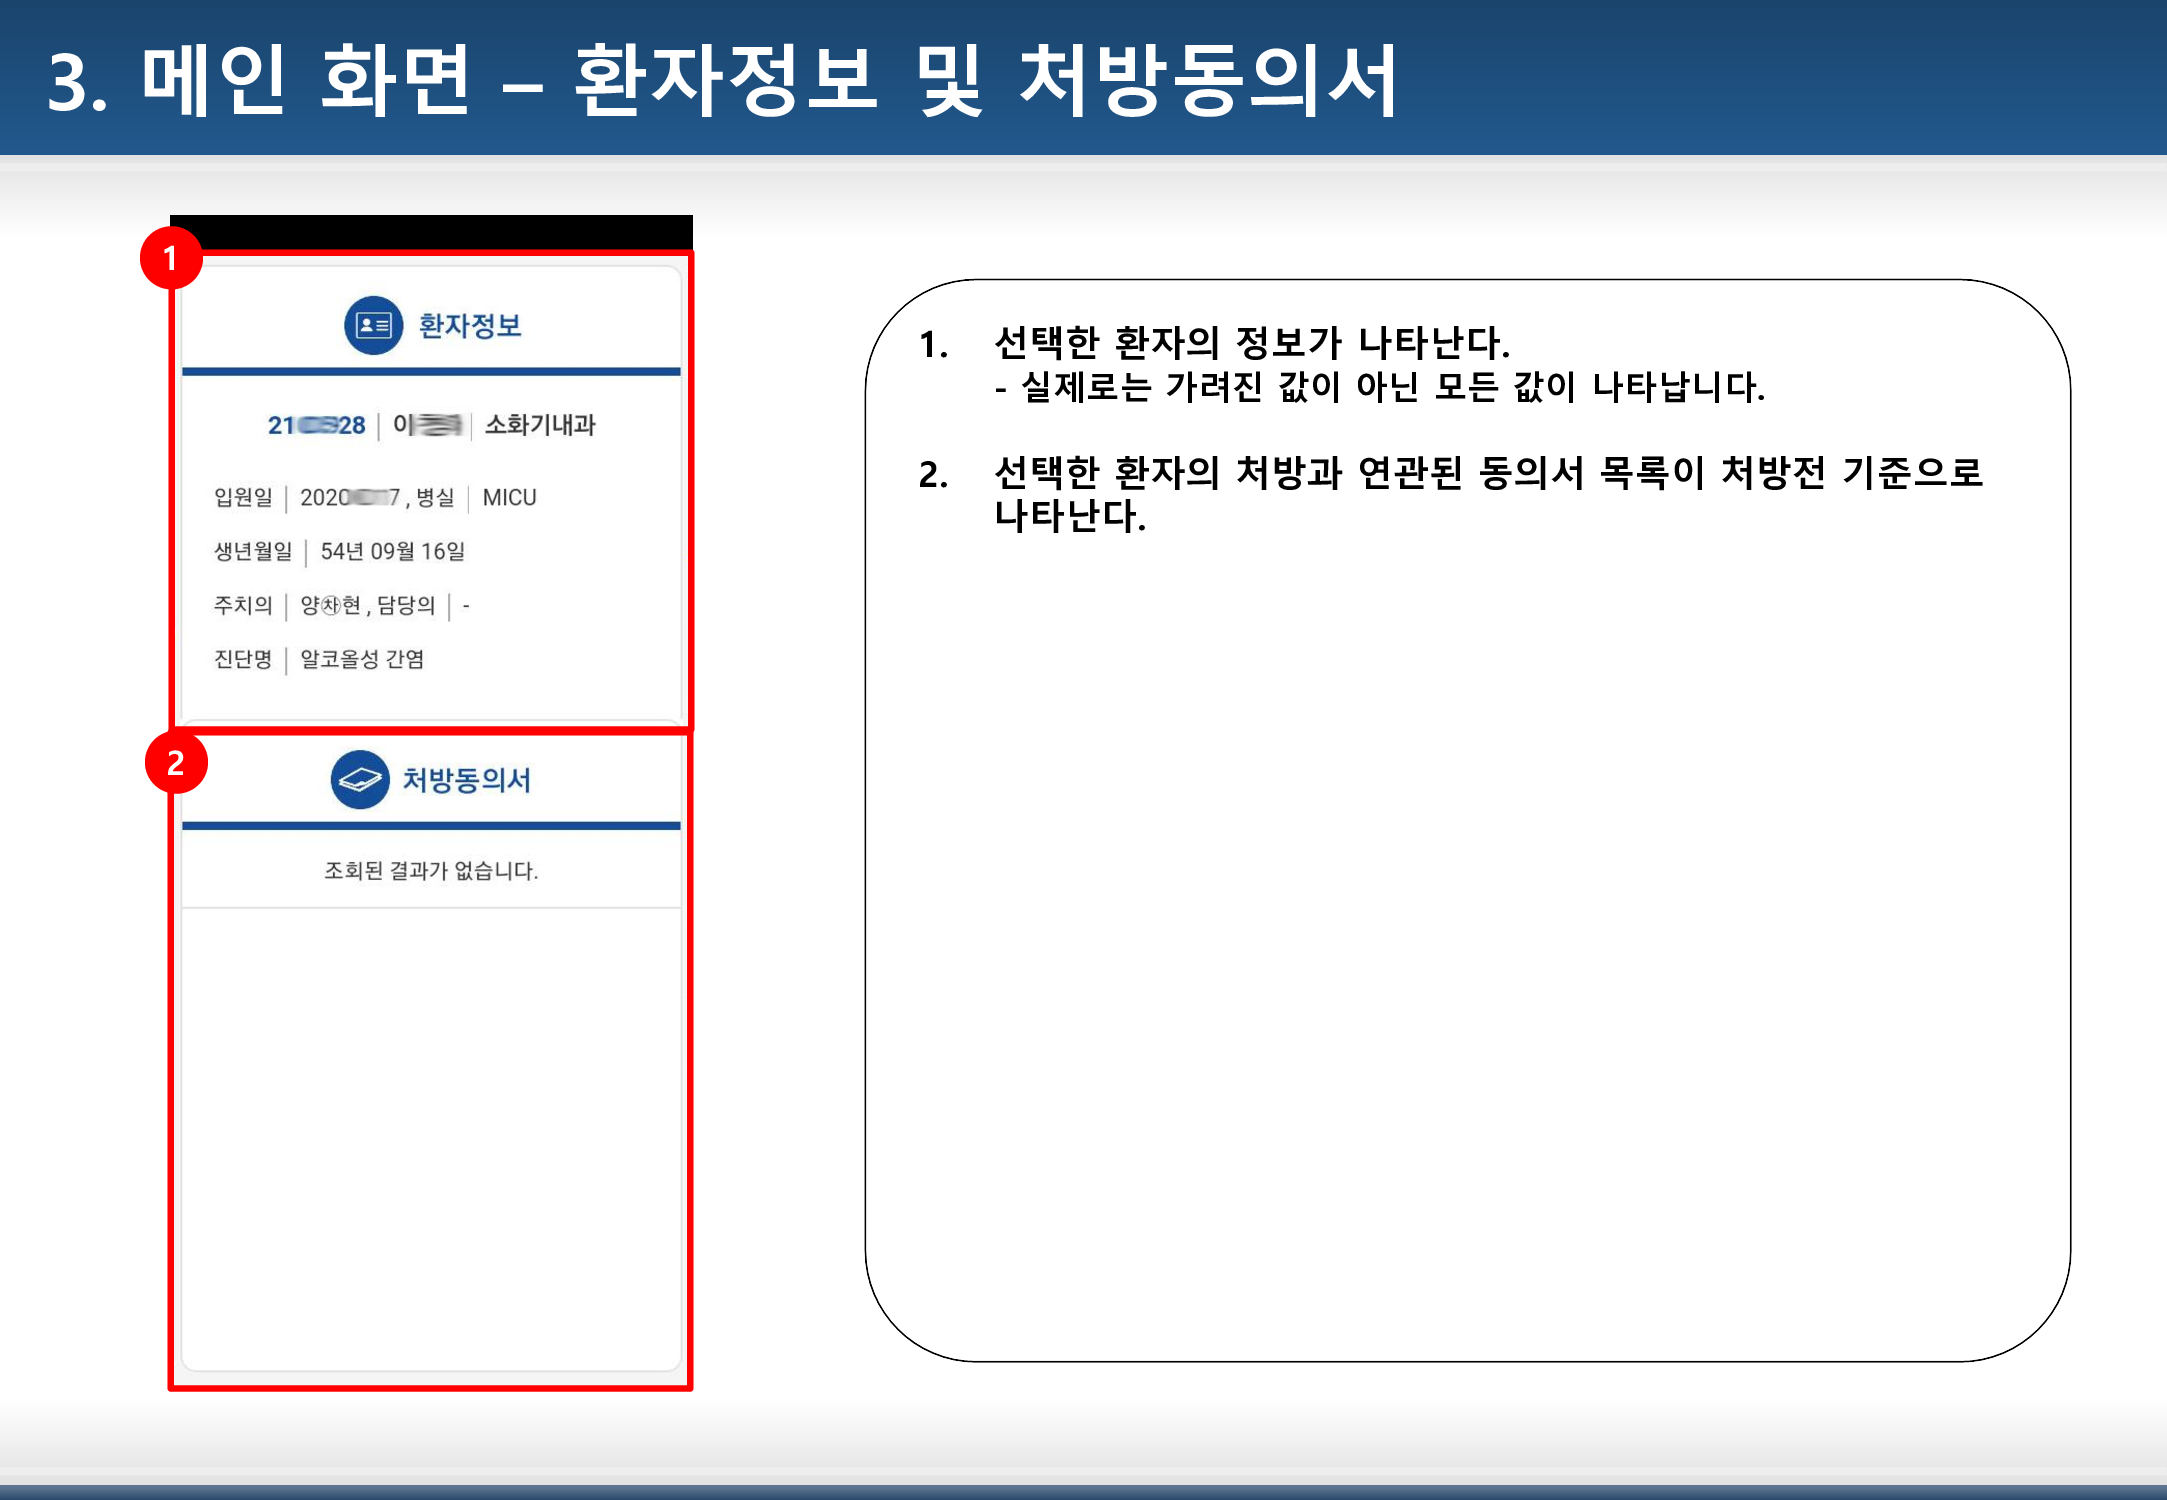 3. 메인 화면 – 환자정보 및 처방동의서
1
환자정보
21 28 | 이 | 소화기내과
입원일 | 2020 7 , 병실 | MICU
생년월일 | 54년 09월 16일
주치의 | 양㉷현 , 담당의 | -
진단명 | 알코올성 간염
2
처방동의서
조회된 결과가 없습니다.
1. 선택한 환자의 정보가 나타난다.
- 실제로는 가려진 값이 아닌 모든 값이 나타납니다.
2. 선택한 환자의 처방과 연관된 동의서 목록이 처방전 기준으로
나타난다.